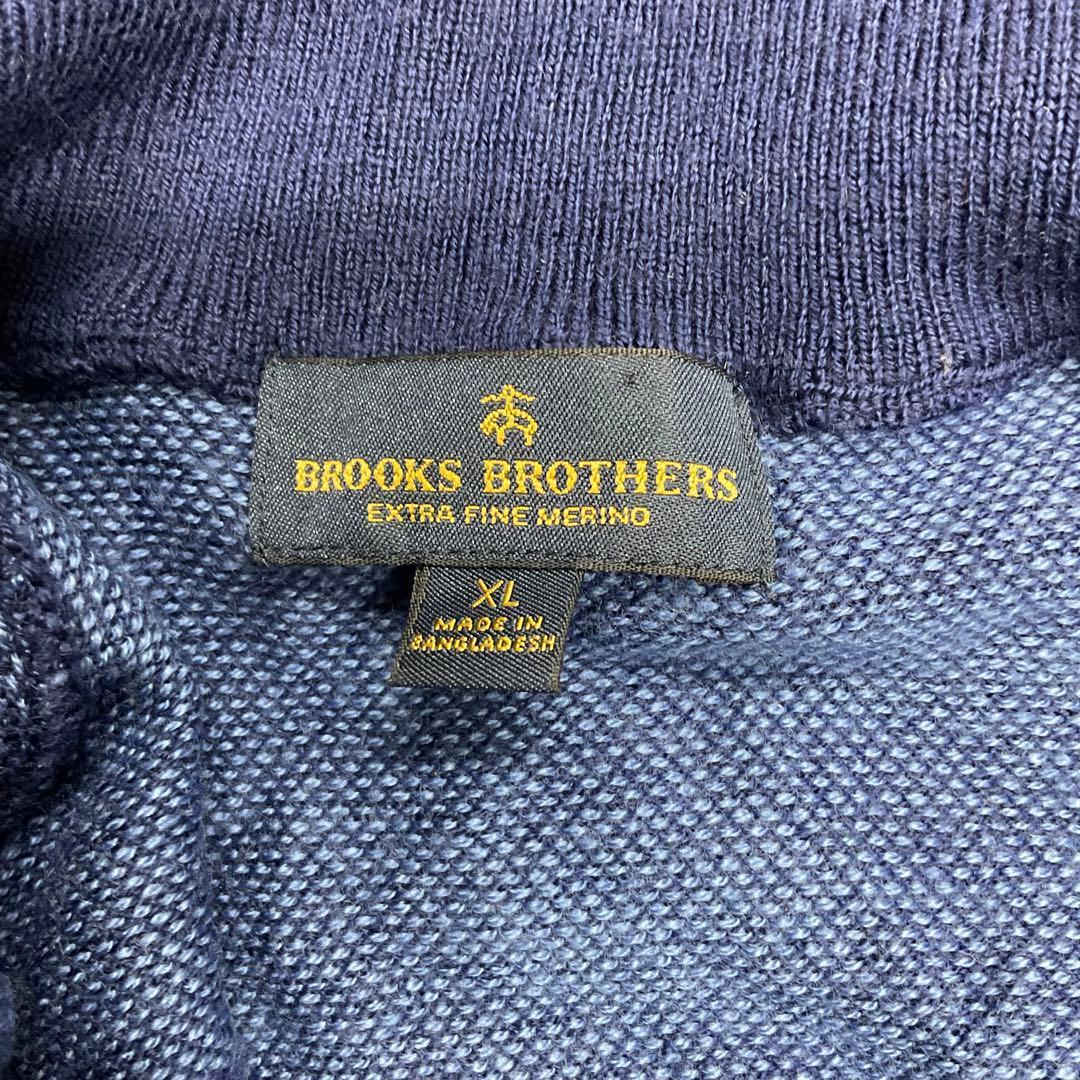 BROOKS BROTHERS
EXTRA FINE MERINO
XL
MADE IN
BANGLADESH